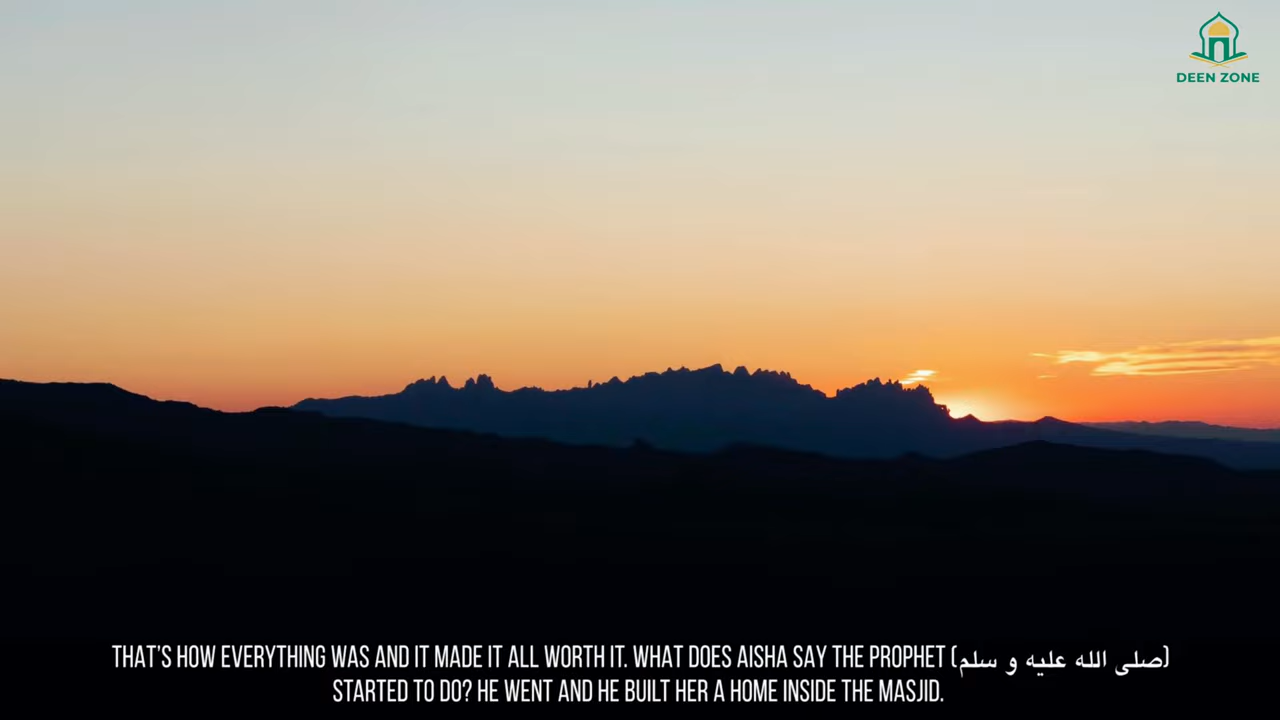 DEEN ZONE
THAT'S HOW EVERYTHING WAS AND IT MADE IT ALL WORTH IT. WHAT DOES AISHA SAY THE PROPHET (صلى الله عليه و سلم)
STARTED TO DO? HE WENT AND HE BUILT HER A HOME INSIDE THE MASJID.